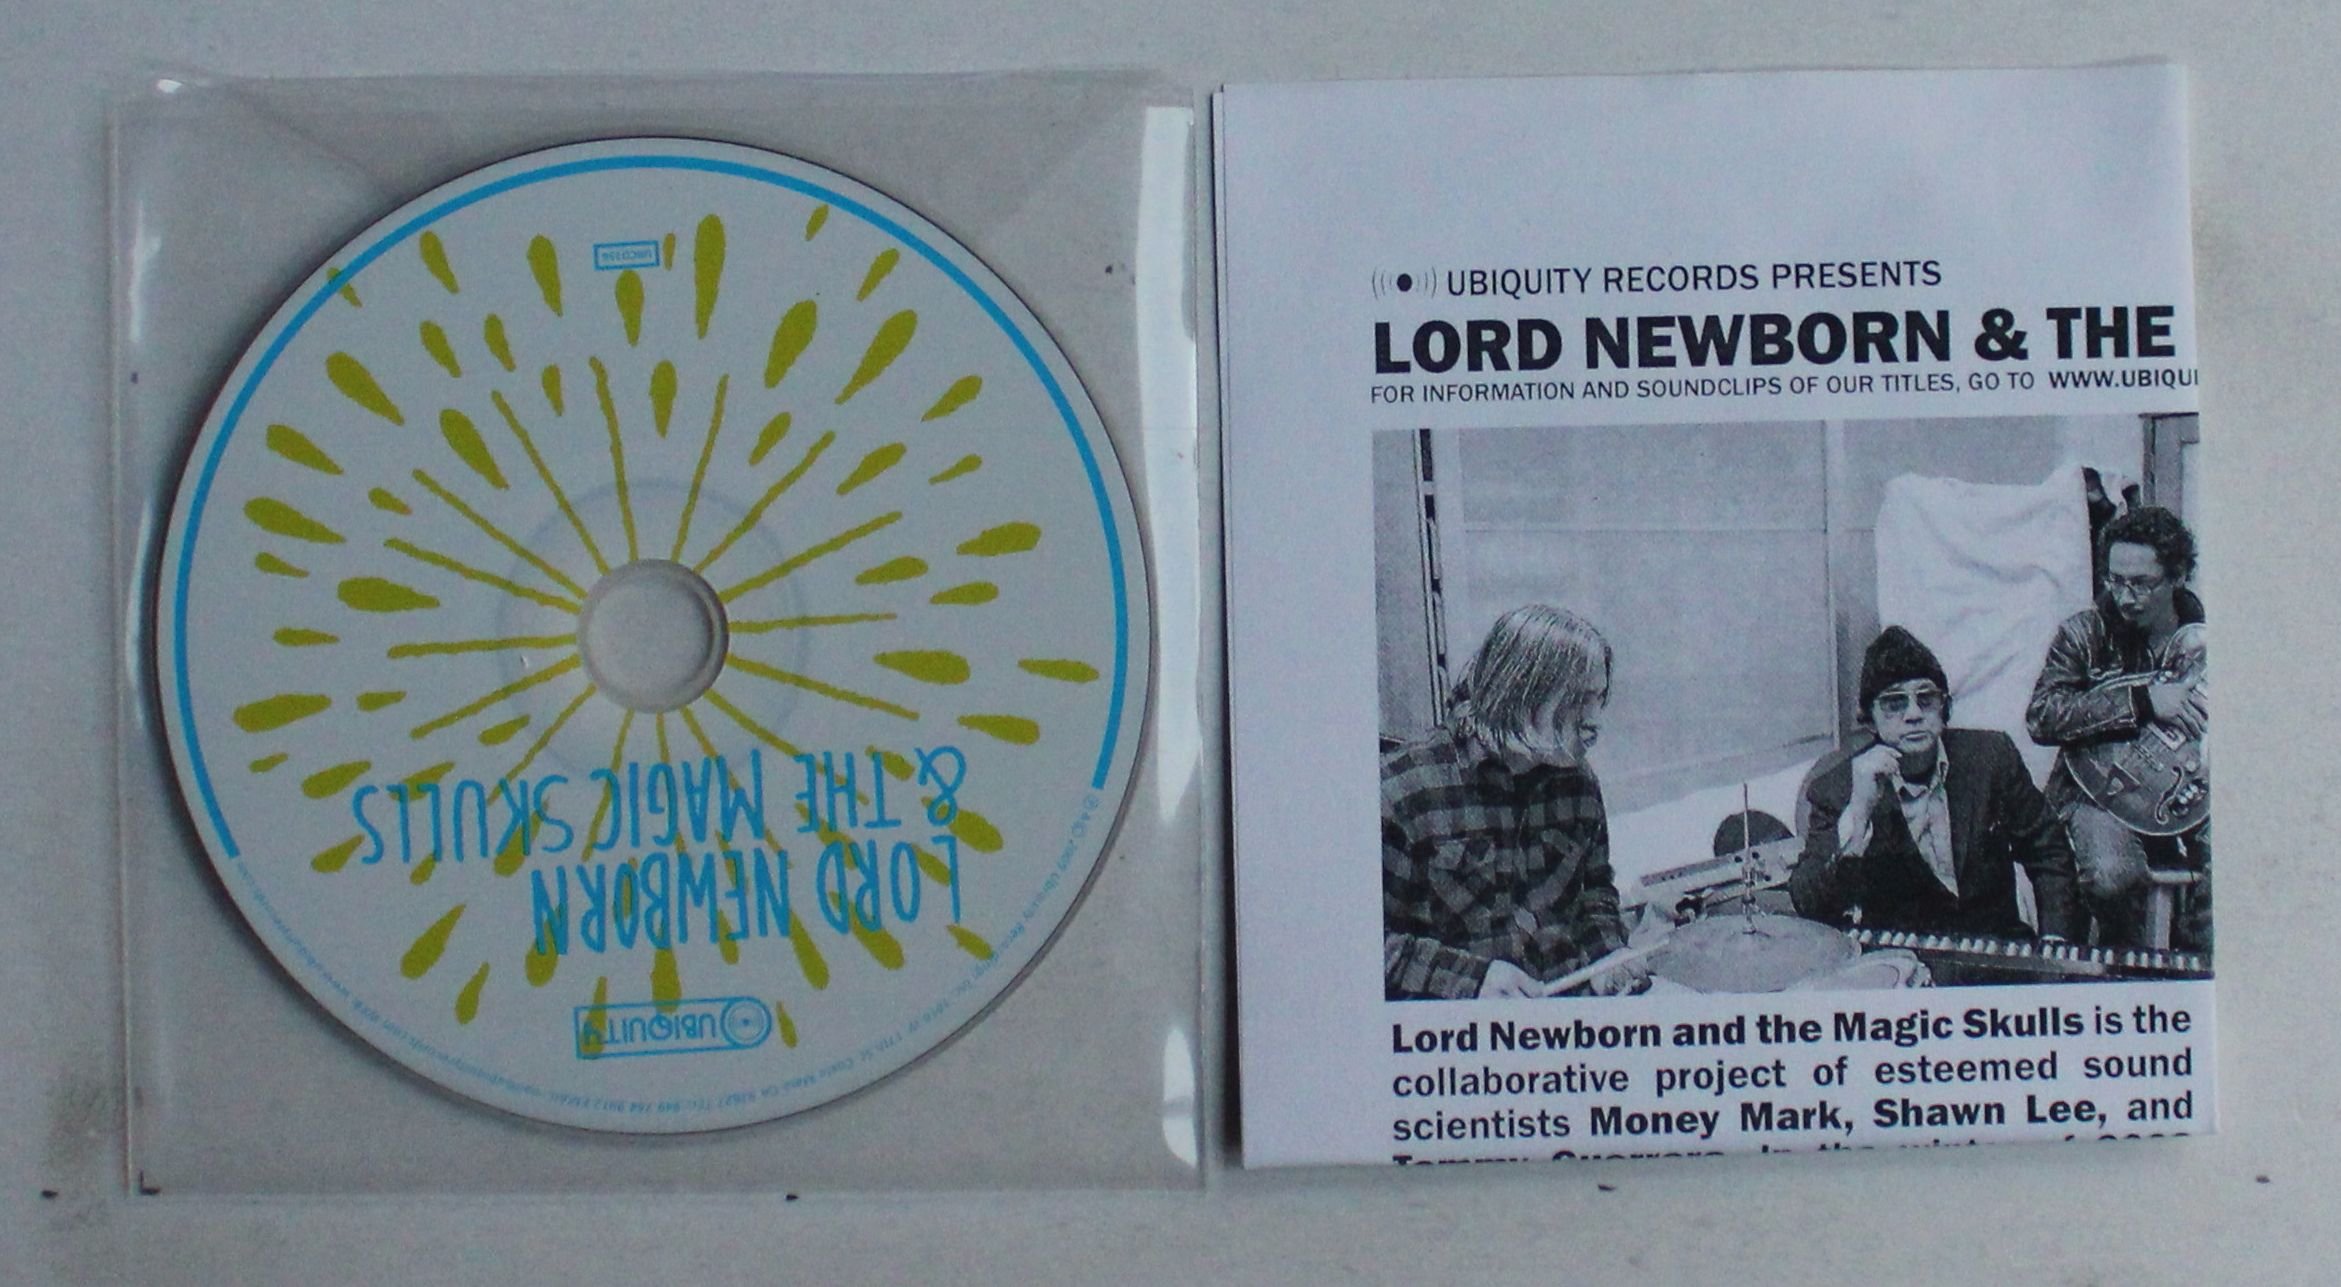 UBIQUITY
LORD NEWBORN
& THE MAGIC SKULLS
UBIQUITY RECORDS PRESENTS
LORD NEWBORN & THE
FOR INFORMATION AND SOUNDCLIPS OF OUR TITLES, GO TO WWW.UBIQUI
Lord Newborn and the Magic Skulls is the
collaborative project of esteemed sound
scientists Money Mark, Shawn Lee, and